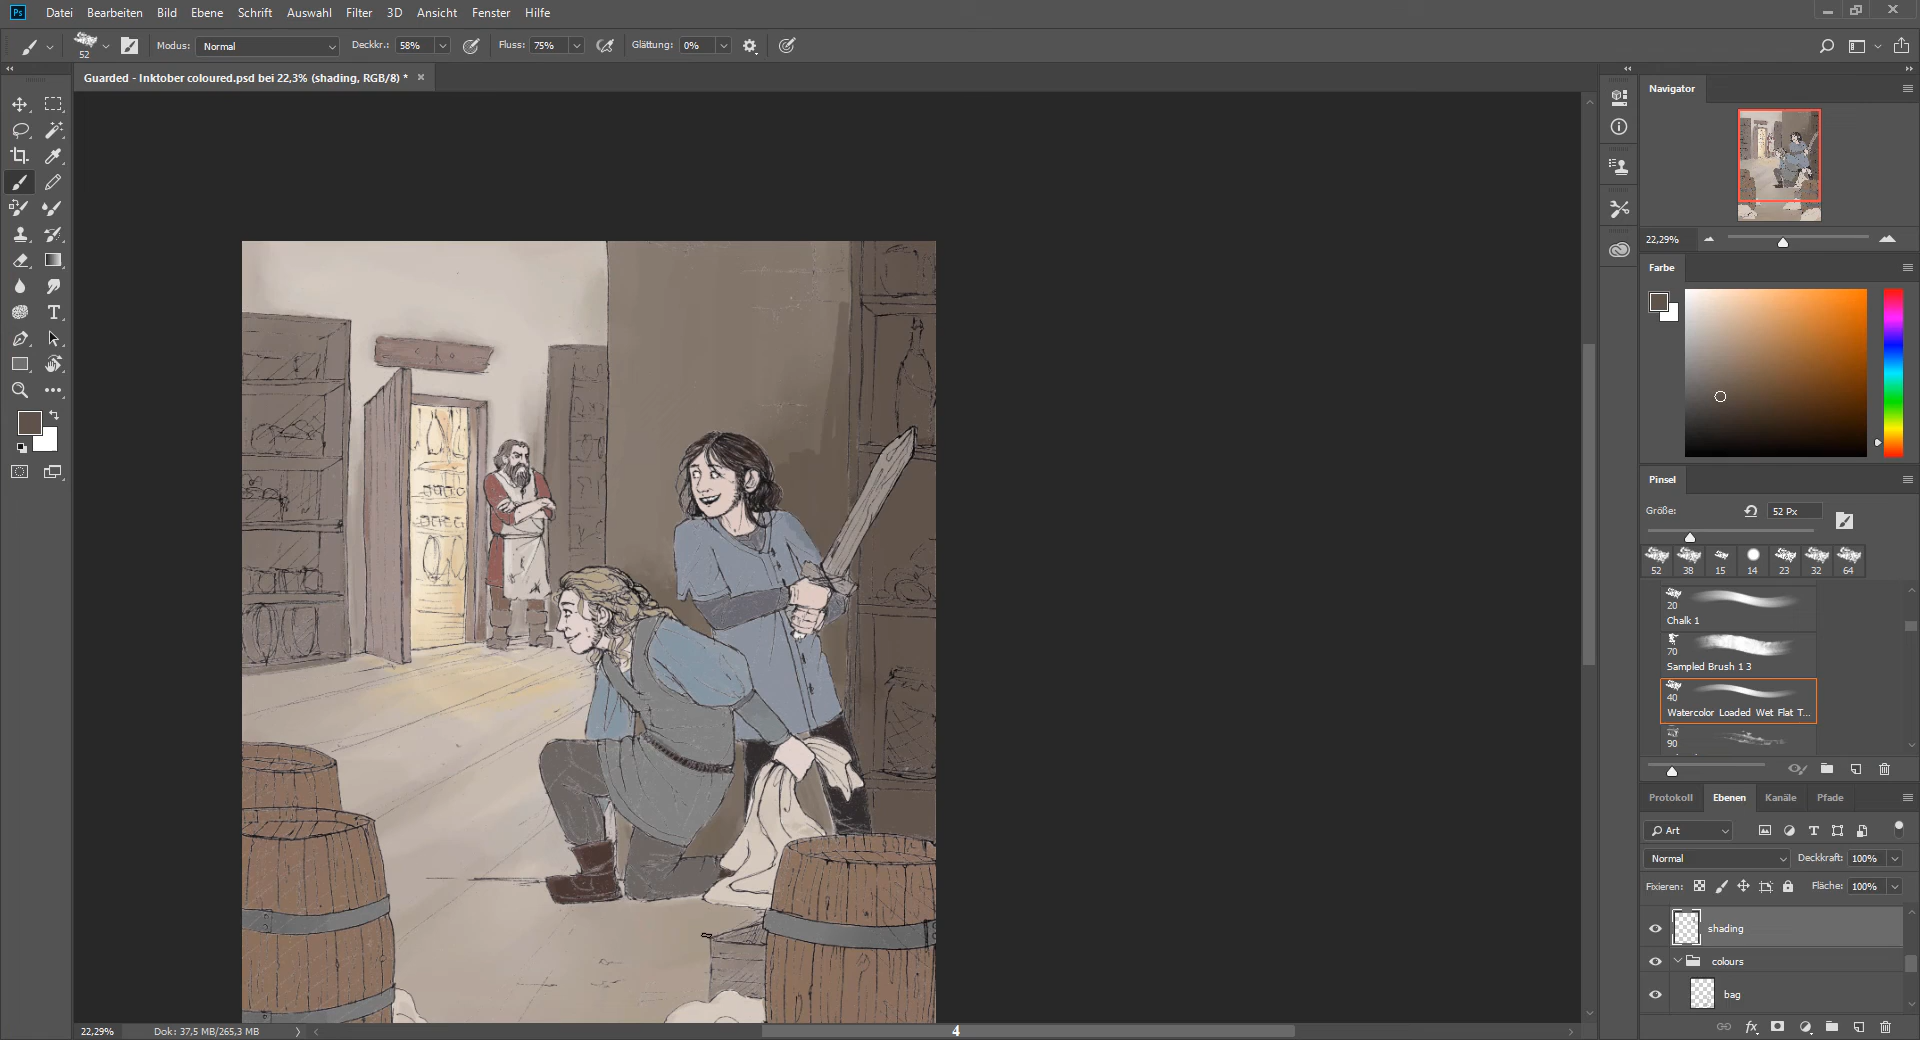 Ps Datei Bearbeiten Bild Ebene Schrift Auswahl Filter 3D Ansicht Fenster Hilfe
52 Modus: Normal Deckkr.: 58% Fluss: 75% Glättung: 0%
Guarded - Inktober coloured.psd bei 22,3% (shading, RGB/8) *
Navigator
22,29%
Farbe
Pinsel
Größe: 52 Px
52 38 15 14 23 32 64
20
Chalk 1
70
Sampled Brush 1 3
40
Watercolor Loaded Wet Flat T...
90
Protokoll Ebenen Kanäle Pfade
Art
Normal Deckkraft: 100%
Fixieren: Fläche: 100%
shading
colours
bag
22,29% Dok: 37,5 MB/265,3 MB
4